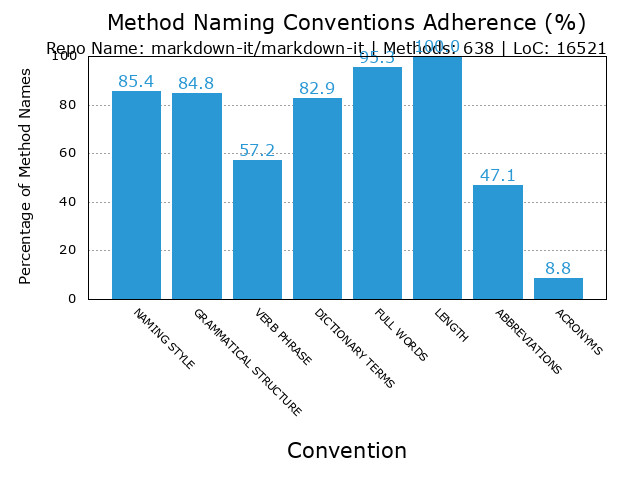 Method Naming Conventions Adherence (%)
Repo Name: markdown-it/markdown-it | Methods: 638 | LoC: 16521
Percentage of Method Names
100
80
60
40
20
0
85.4
84.8
57.2
82.9
95.3
100.0
47.1
8.8
NAMING STYLE
GRAMMATICAL STRUCTURE
VERB PHRASE
DICTIONARY TERMS
FULL WORDS
LENGTH
ABBREVIATIONS
ACRONYMS
Convention